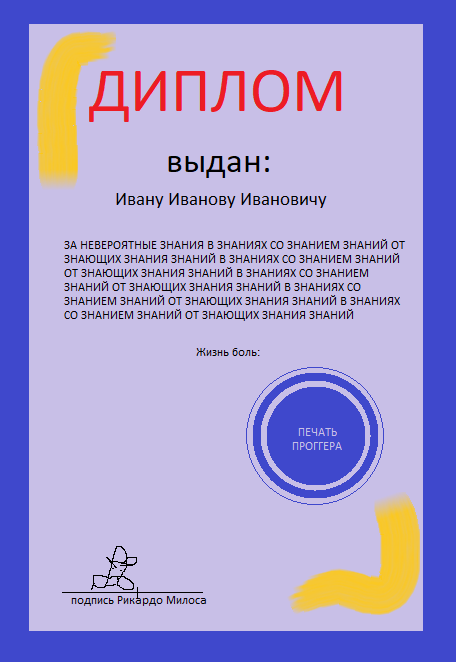 ДИПЛОМ
выдан:
Ивану Иванову Ивановичу
ЗА НЕВЕРОЯТНЫЕ ЗНАНИЯ В ЗНАНИЯХ СО ЗНАНИЕМ ЗНАНИЙ ОТ
ЗНАЮЩИХ ЗНАНИЯ ЗНАНИЙ В ЗНАНИЯХ СО ЗНАНИЕМ ЗНАНИЙ
ОТ ЗНАЮЩИХ ЗНАНИЯ ЗНАНИЙ В ЗНАНИЯХ СО ЗНАНИЕМ
ЗНАНИЙ ОТ ЗНАЮЩИХ ЗНАНИЯ ЗНАНИЙ В ЗНАНИЯХ СО
ЗНАНИЕМ ЗНАНИЙ ОТ ЗНАЮЩИХ ЗНАНИЯ ЗНАНИЙ В ЗНАНИЯХ
СО ЗНАНИЕМ ЗНАНИЙ ОТ ЗНАЮЩИХ ЗНАНИЯ ЗНАНИЙ
Жизнь боль:
ПЕЧАТЬ
ПРОГГЕРА
подпись Рикардо Милоса